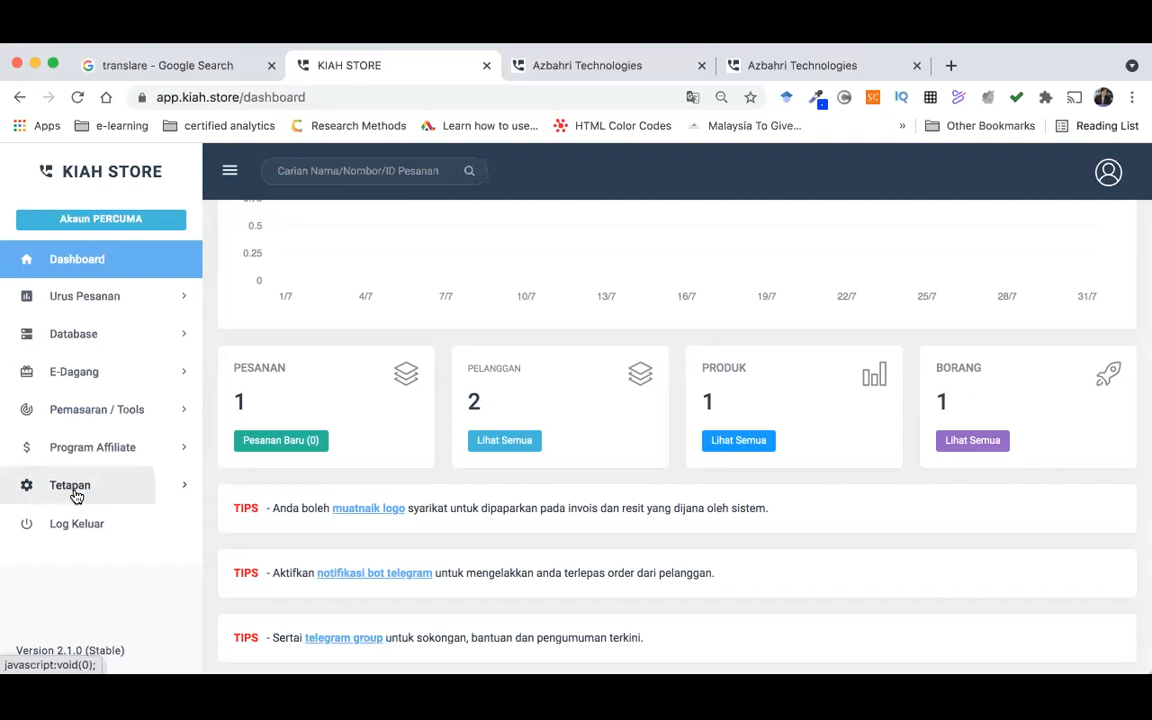 translare - Google Search
KIAH STORE
Azbahri Technologies
Azbahri Technologies
app.kiah.store/dashboard
Apps
e-learning
certified analytics
Research Methods
Learn how to use...
HTML Color Codes
Malaysia To Give...
»
Other Bookmarks
Reading List
KIAH STORE
Carian Nama/Nombor/ID Pesanan
Akaun PERCUMA
Dashboard
Urus Pesanan
Database
E-Dagang
Pemasaran / Tools
Program Affiliate
Tetapan
Log Keluar
Version 2.1.0 (Stable)
javascript:void(0);
0.75
0.5
0.25
0
1/7 4/7 7/7 10/7 13/7 16/7 19/7 22/7 25/7 28/7 31/7
PESANAN
1
Pesanan Baru (0)
PELANGGAN
2
Lihat Semua
PRODUK
1
Lihat Semua
BORANG
1
Lihat Semua
TIPS - Anda boleh muatnaik logo syarikat untuk dipaparkan pada invois dan resit yang dijana oleh sistem.
TIPS - Aktifkan notifikasi bot telegram untuk mengelakkan anda terlepas order dari pelanggan.
TIPS - Sertai telegram group untuk sokongan, bantuan dan pengumuman terkini.